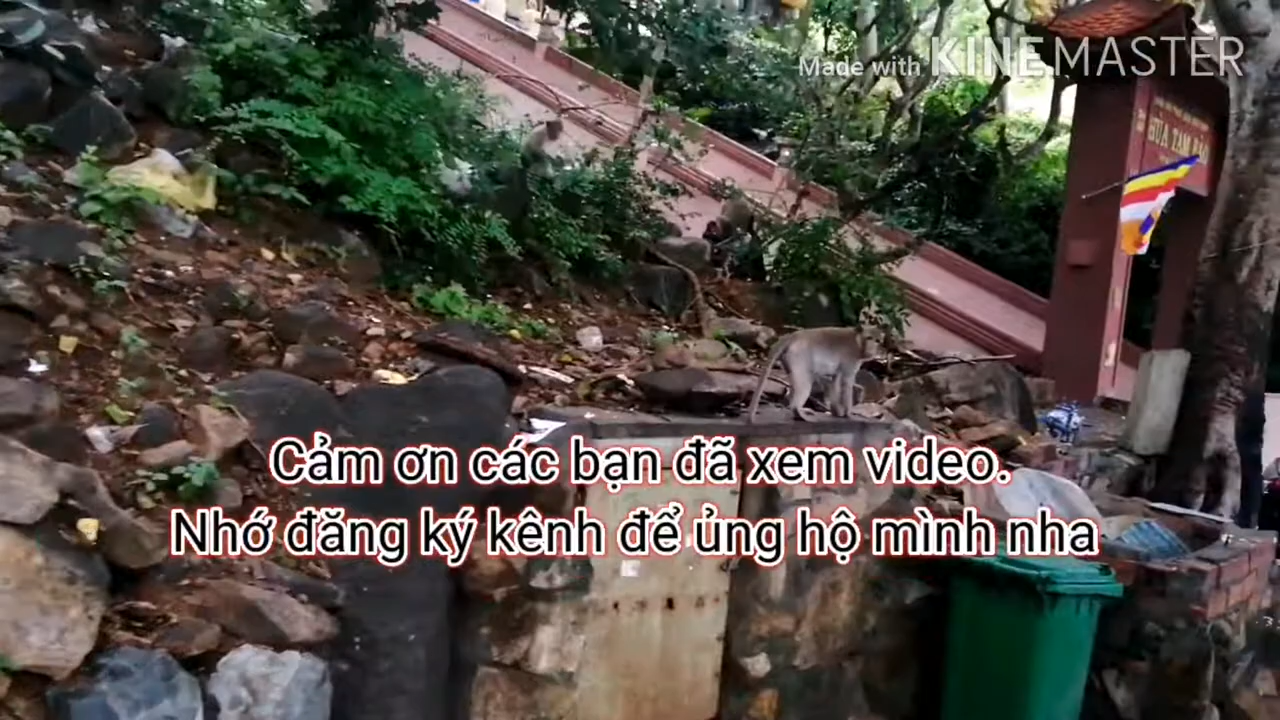 Made with KINEMASTER
Cảm ơn các bạn đã xem video.
Nhớ đăng ký kênh để ủng hộ mình nha